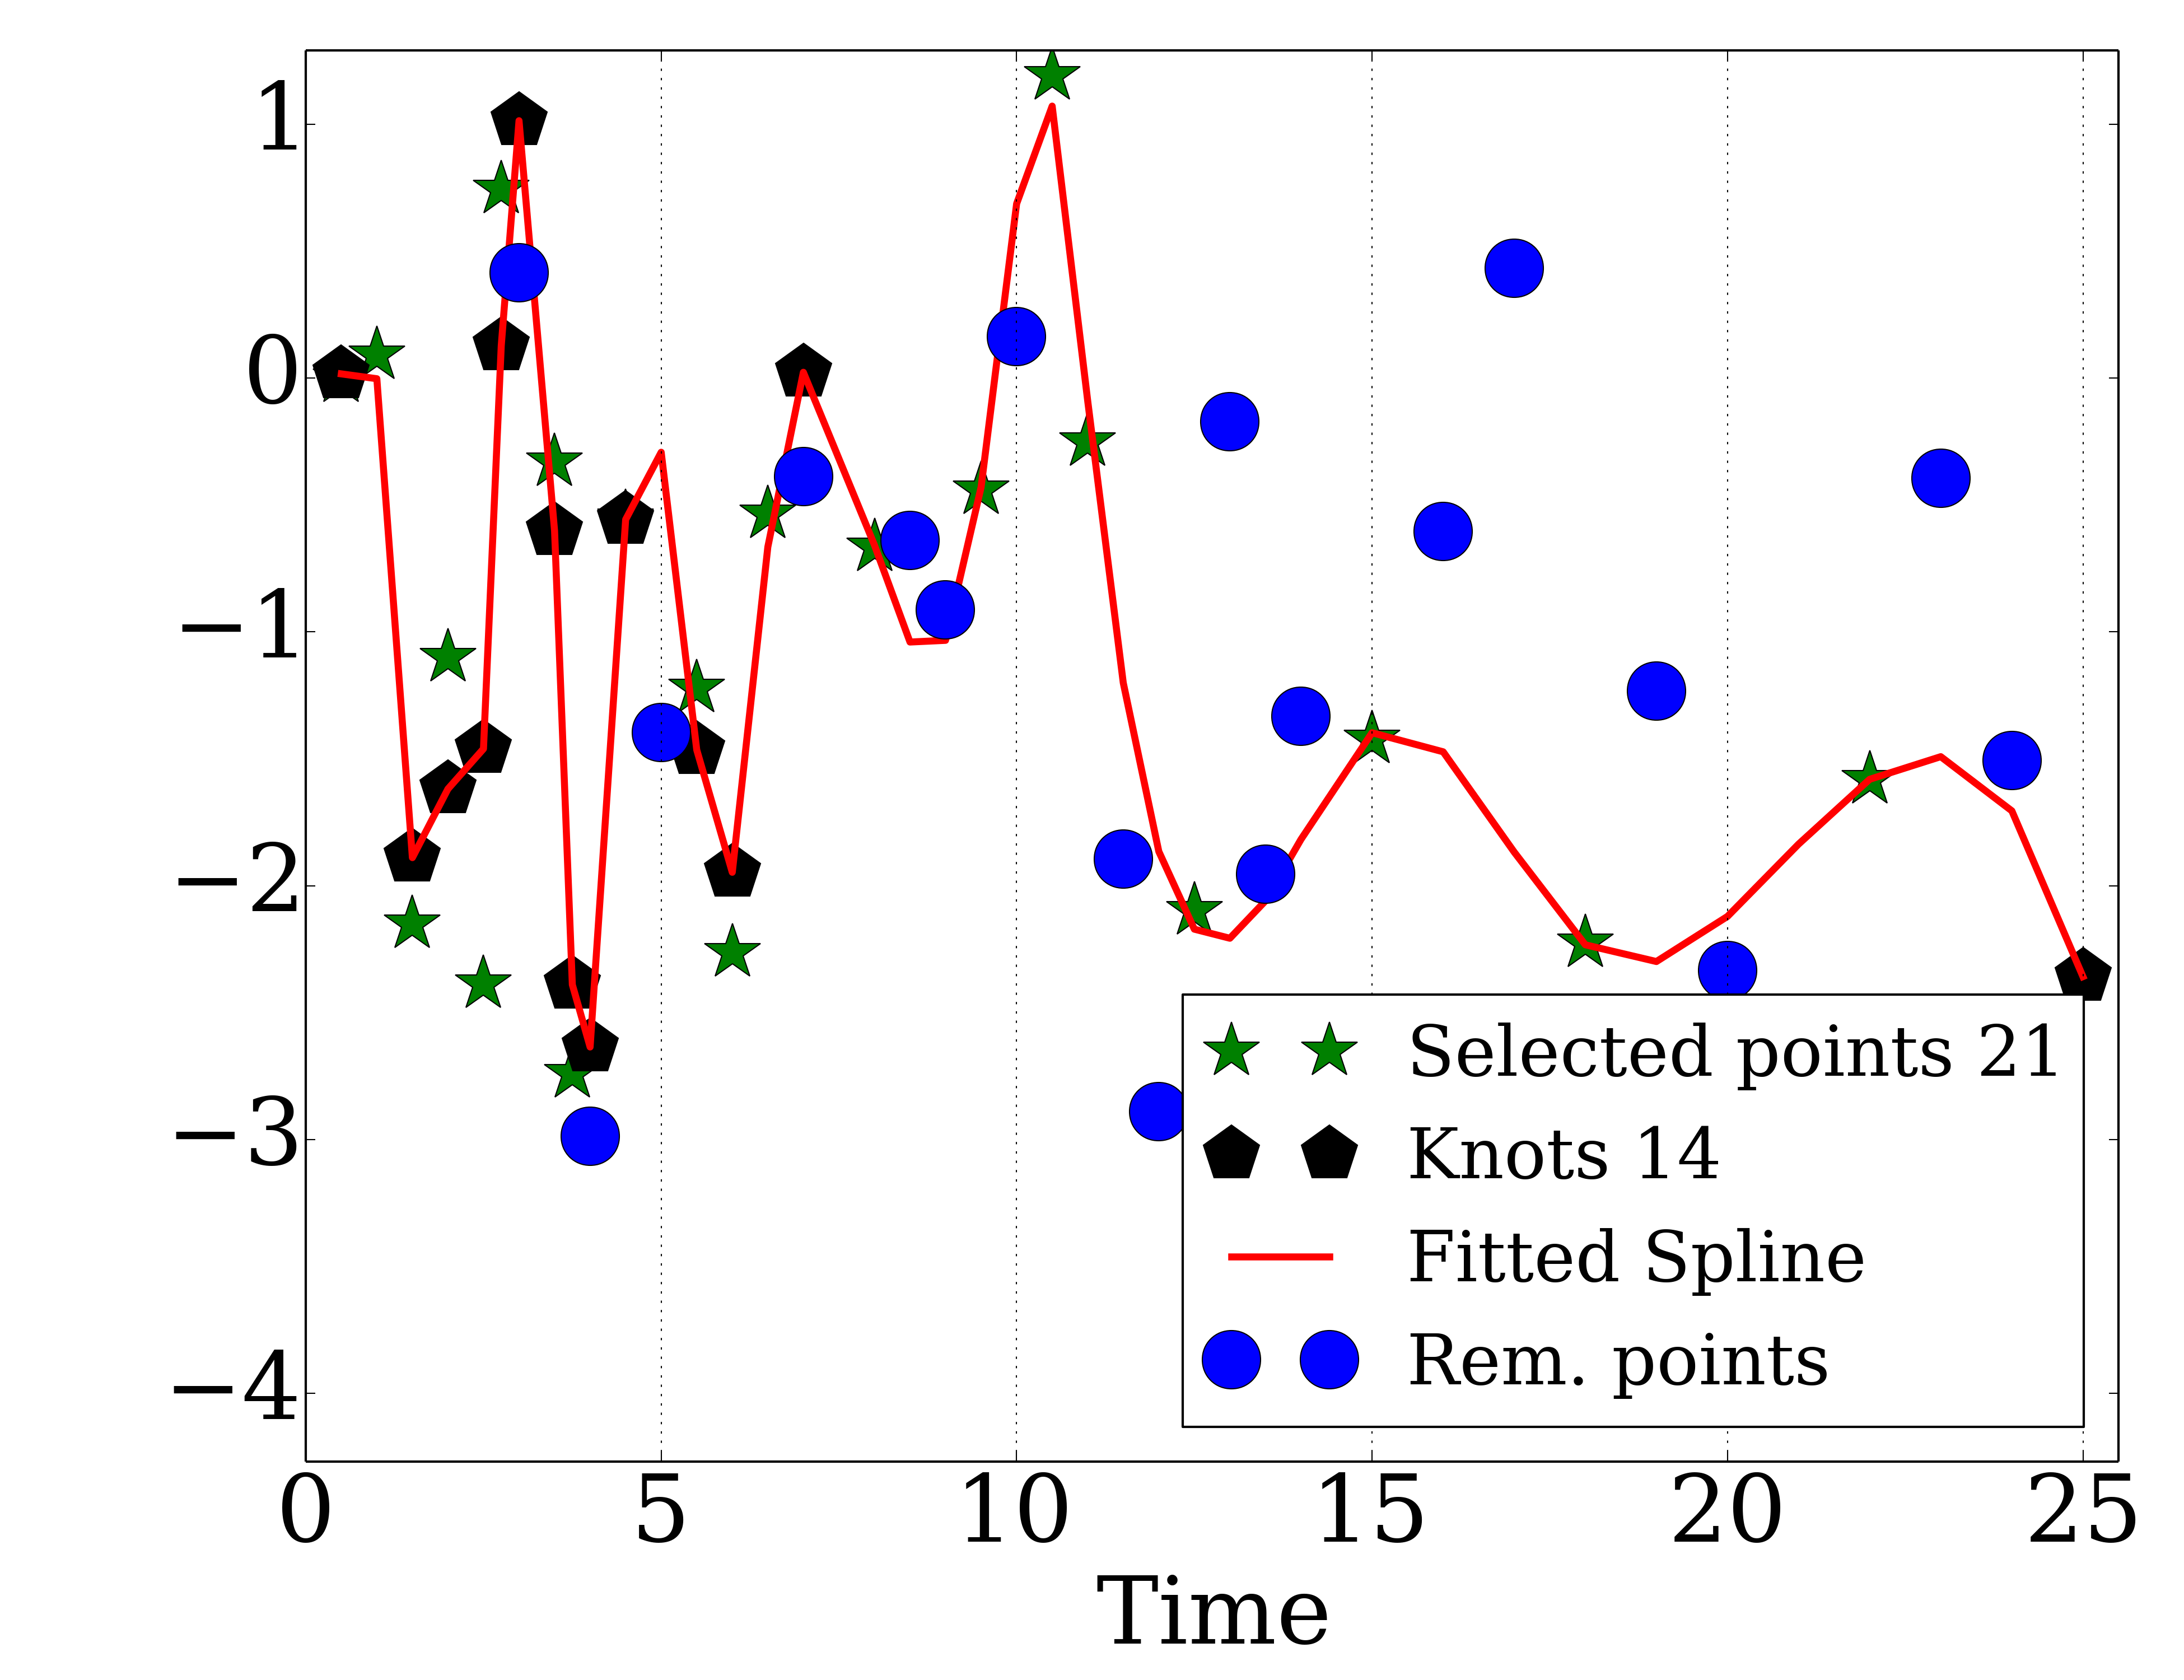 1
0
−1
−2
−3
−4
0 5 10 15 20 25
Time
Selected points 21
Knots 14
Fitted Spline
Rem. points